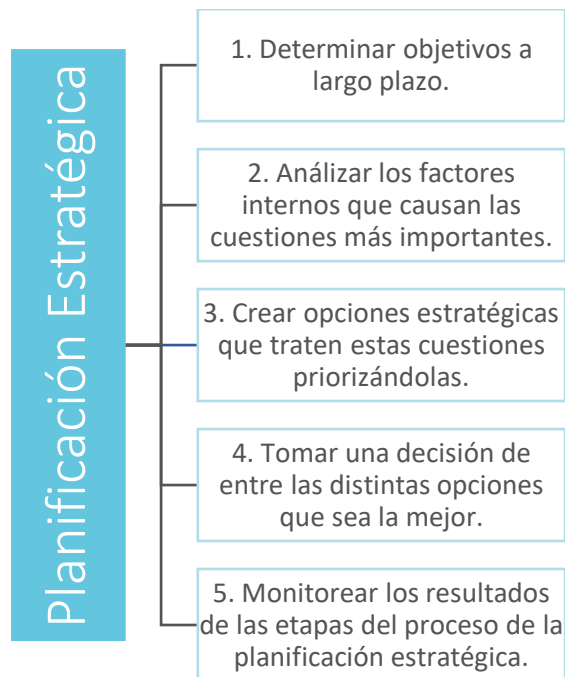 Planificación Estratégica
1. Determinar objetivos a
largo plazo.
2. Análizar los factores
internos que causan las
cuestiones más importantes.
3. Crear opciones estratégicas
que traten estas cuestiones
priorizándolas.
4. Tomar una decisión de
entre las distintas opciones
que sea la mejor.
5. Monitorear los resultados
de las etapas del proceso de la
planificación estratégica.